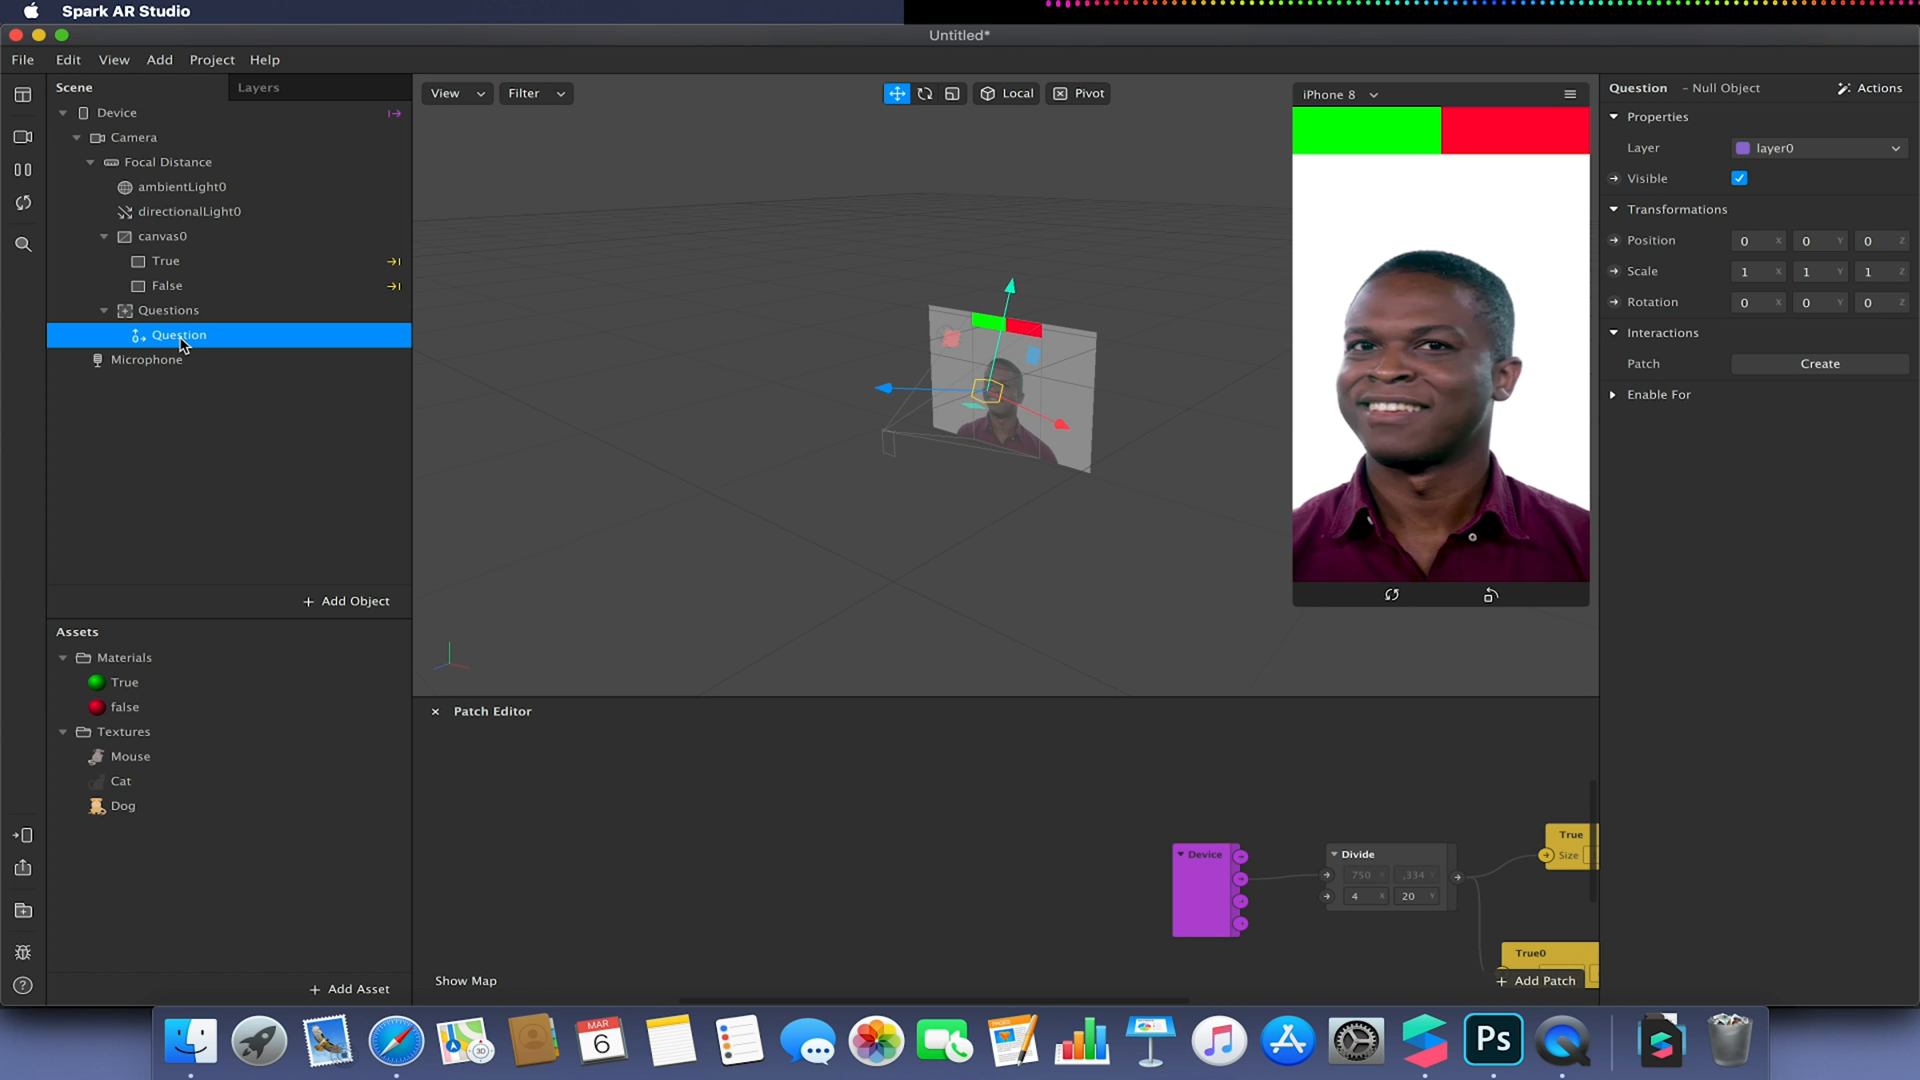 Spark AR Studio
Untitled*
File Edit View Add Project Help
Scene Layers
Device
Camera
Focal Distance
ambientLight0
directionalLight0
canvas0
True
False
Questions
Question
Microphone
+ Add Object
Assets
Materials
True
false
Textures
Mouse
Cat
Dog
+ Add Asset
View Filter Local Pivot
iPhone 8
Question - Null Object Actions
Properties
Layer layer0
Visible
Transformations
Position 0 X 0 Y 0 Z
Scale 1 X 1 Y 1 Z
Rotation 0 X 0 Y 0 Z
Interactions
Patch Create
Enable For
× Patch Editor
Device
Divide
750 X ,334 Y
4 X 20 Y
True
Size
True0
Show Map
+ Add Patch
MAR
6
3D
PAGES
Ps